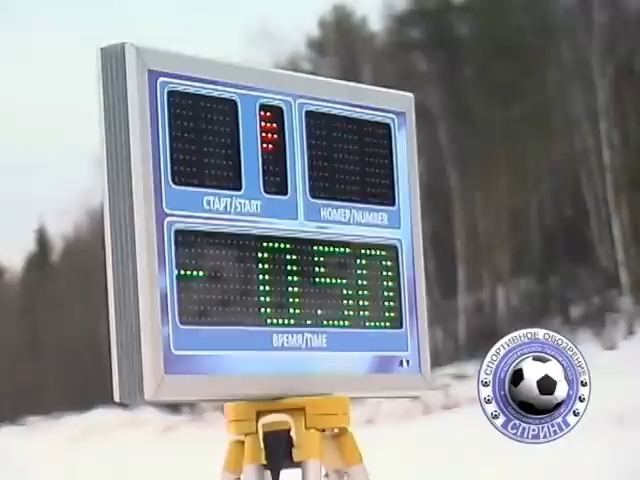 СТАРТ/START
НОМЕР/NUMBER
- 0.50
ВРЕМЯ/TIME
СПОРТИВНОЕ ОБОЗРЕНИЕ
СПРИНТ